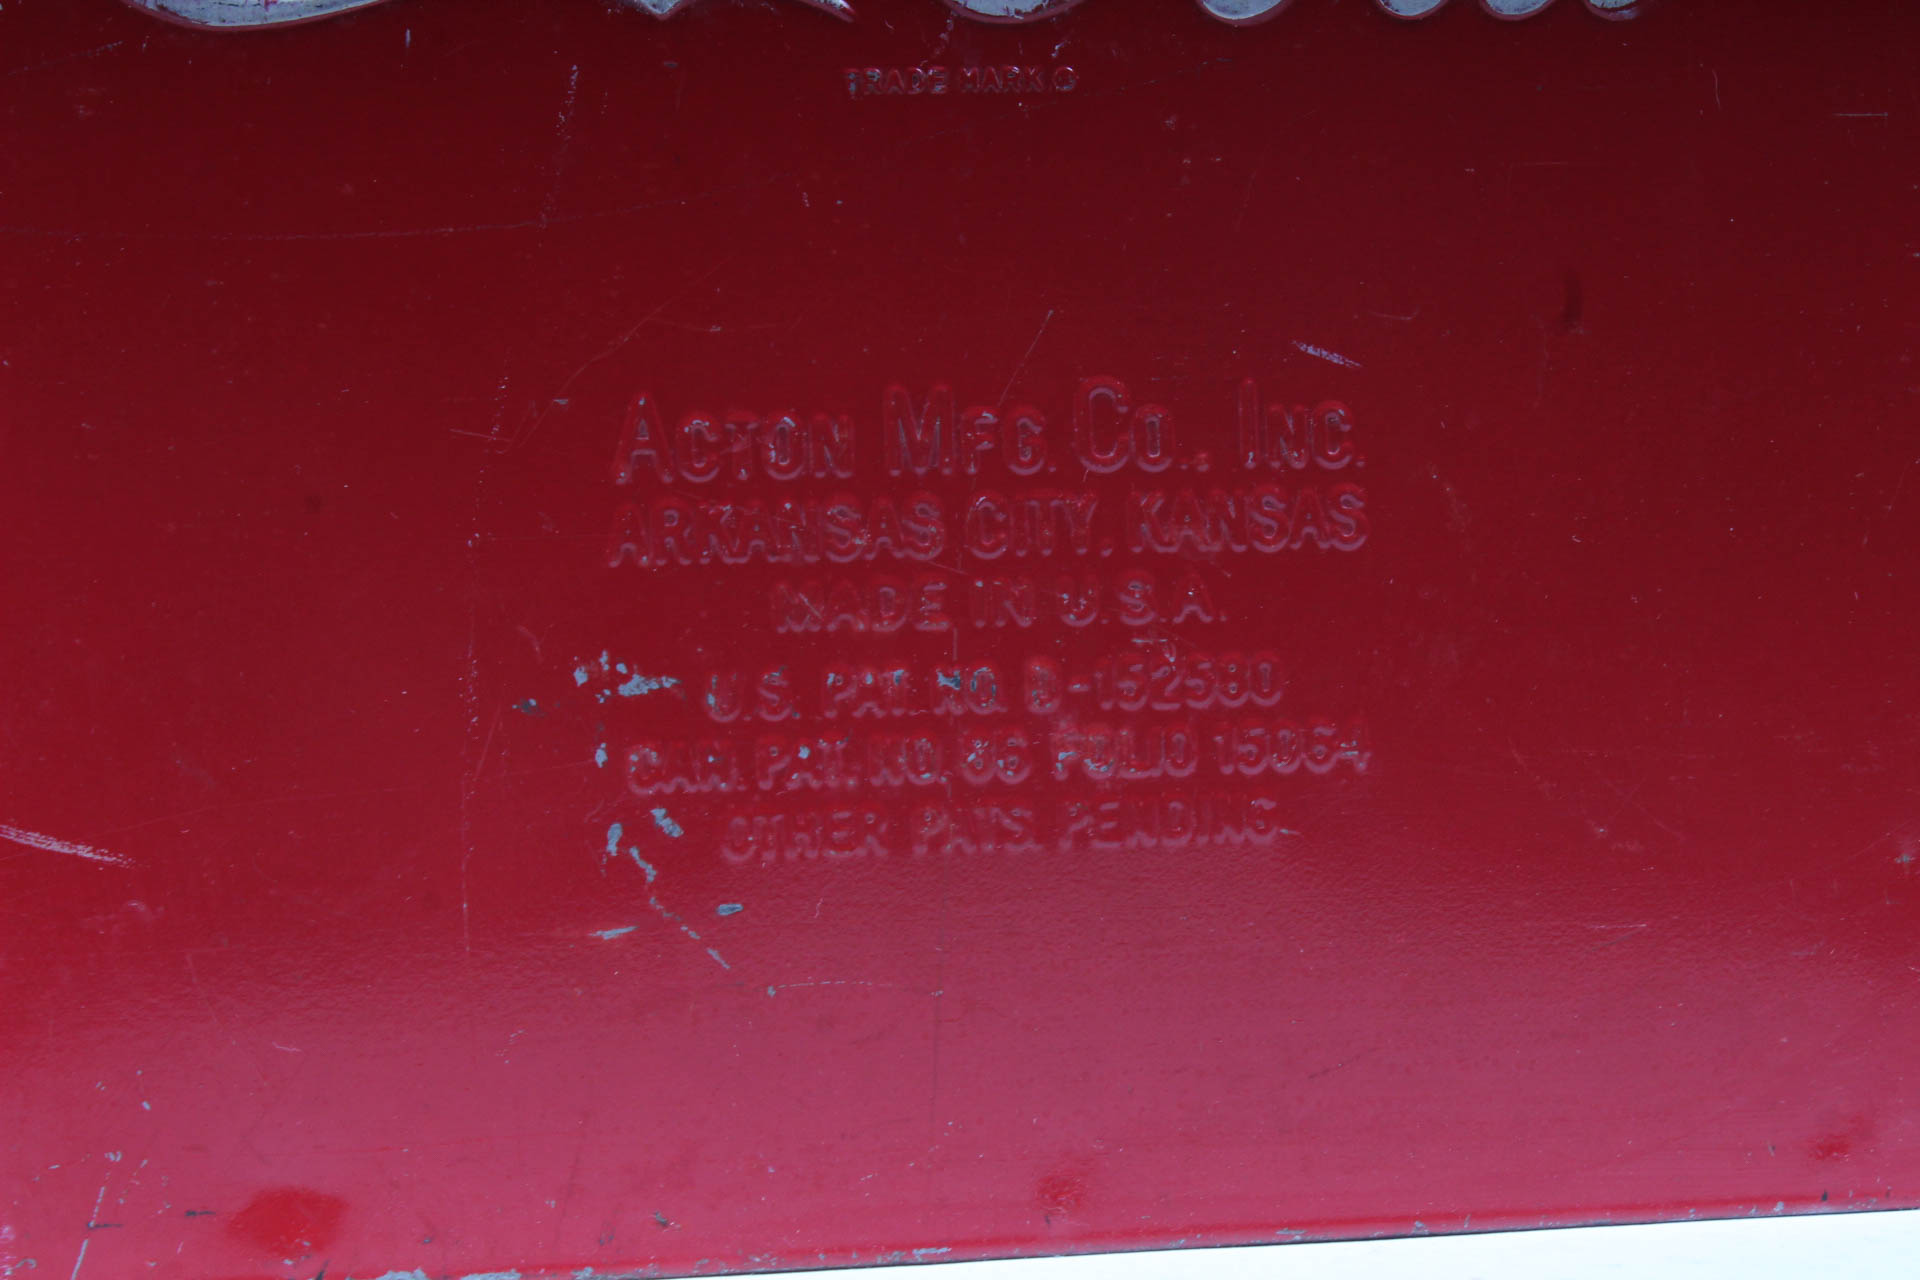 TRADE MARK ®
ACTON MFG. CO., INC.
ARKANSAS CITY, KANSAS
MADE IN U.S.A.
U.S. PAT. NO. D-152580
CAN. PAT. NO. 86 FOLIO 15054
OTHER PATS. PENDING.